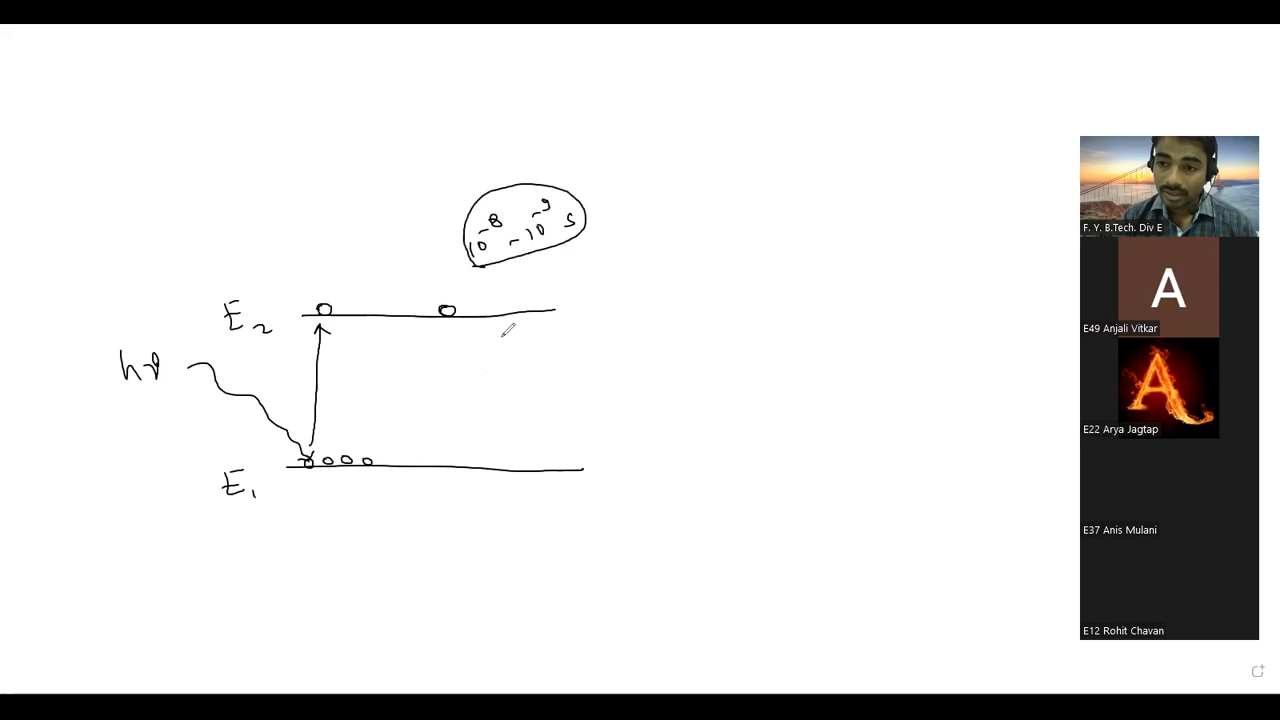 10⁻⁸ - 10⁻⁹ s
E₂
hν
E₁
F. Y. B.Tech. Div E
A
E49 Anjali Vitkar
A
E22 Arya Jagtap
E37 Anis Mulani
E12 Rohit Chavan